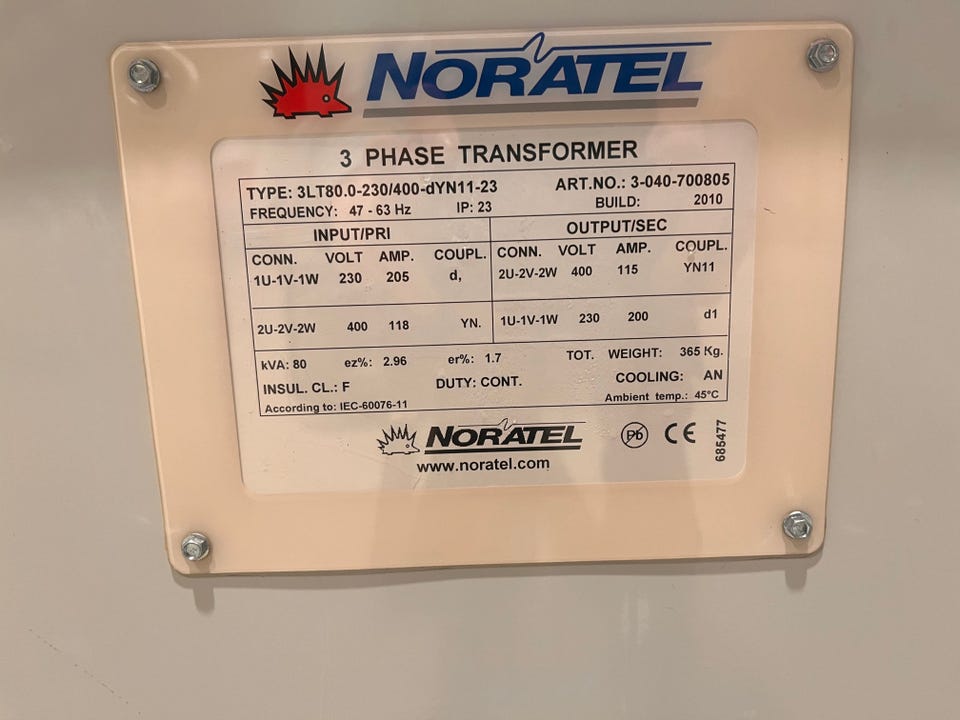 NORATEL
3 PHASE TRANSFORMER
TYPE: 3LT80.0-230/400-dYN11-23 ART.NO.: 3-040-700805
FREQUENCY: 47 - 63 Hz IP: 23 BUILD: 2010
INPUT/PRI OUTPUT/SEC
CONN. VOLT AMP. COUPL. CONN. VOLT AMP. COUPL.
1U-1V-1W 230 205 d, 2U-2V-2W 400 115 YN11
2U-2V-2W 400 118 YN. 1U-1V-1W 230 200 d1
kVA: 80 ez%: 2.96 er%: 1.7 TOT. WEIGHT: 365 Kg.
INSUL. CL.: F DUTY: CONT. COOLING: AN
According to: IEC-60076-11 Ambient temp.: 45°C
NORATEL Pb CE
www.noratel.com
685477